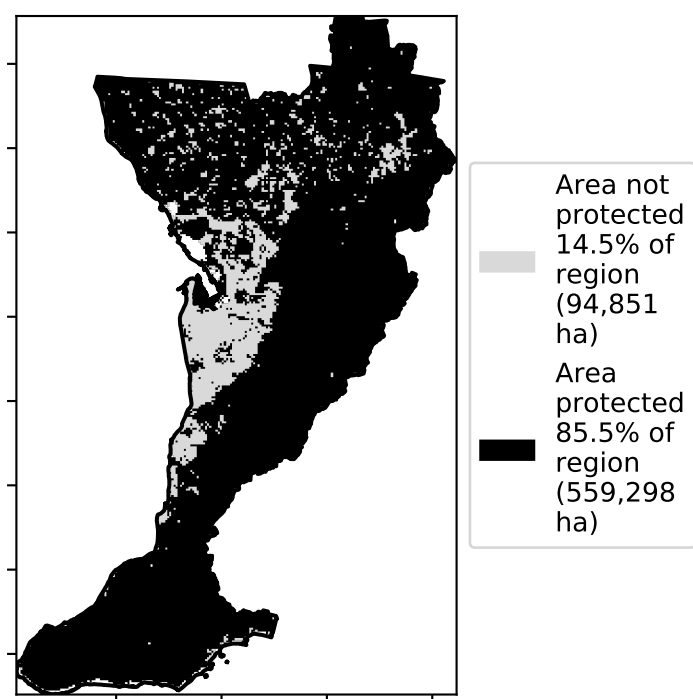 Area not
protected
14.5% of
region
(94,851
ha)
Area
protected
85.5% of
region
(559,298
ha)